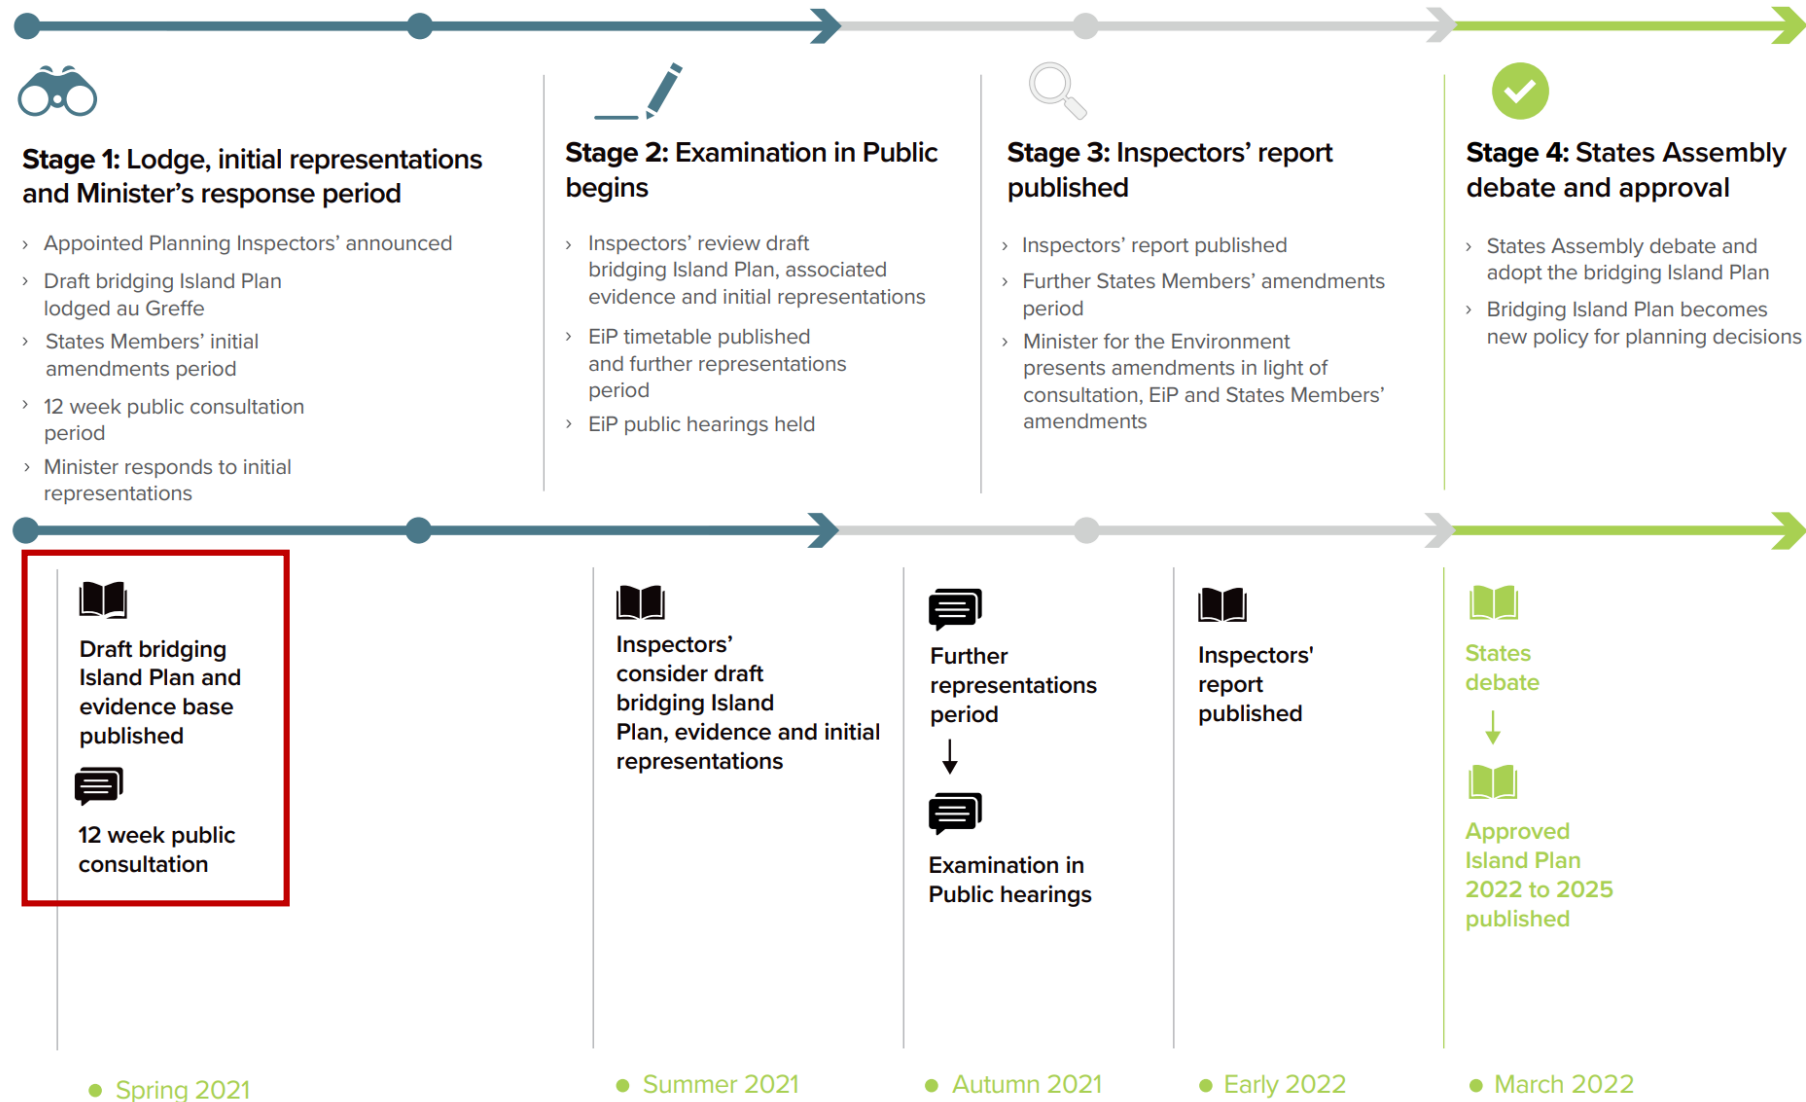 Stage 1: Lodge, initial representations
and Minister's response period
› Appointed Planning Inspectors' announced
› Draft bridging Island Plan
lodged au Greffe
› States Members' initial
amendments period
› 12 week public consultation
period
› Minister responds to initial
representations
Stage 2: Examination in Public
begins
› Inspectors' review draft
bridging Island Plan, associated
evidence and initial representations
› EiP timetable published
and further representations
period
› EiP public hearings held
Stage 3: Inspectors' report
published
› Inspectors' report published
› Further States Members' amendments
period
› Minister for the Environment
presents amendments in light of
consultation, EiP and States Members'
amendments
Stage 4: States Assembly
debate and approval
› States Assembly debate and
adopt the bridging Island Plan
› Bridging Island Plan becomes
new policy for planning decisions
Draft bridging
Island Plan and
evidence base
published
12 week public
consultation
Spring 2021
Inspectors'
consider draft
bridging Island
Plan, evidence and initial
representations
Summer 2021
Further
representations
period
Examination in
Public hearings
Autumn 2021
Inspectors'
report
published
Early 2022
States
debate
Approved
Island Plan
2022 to 2025
published
March 2022